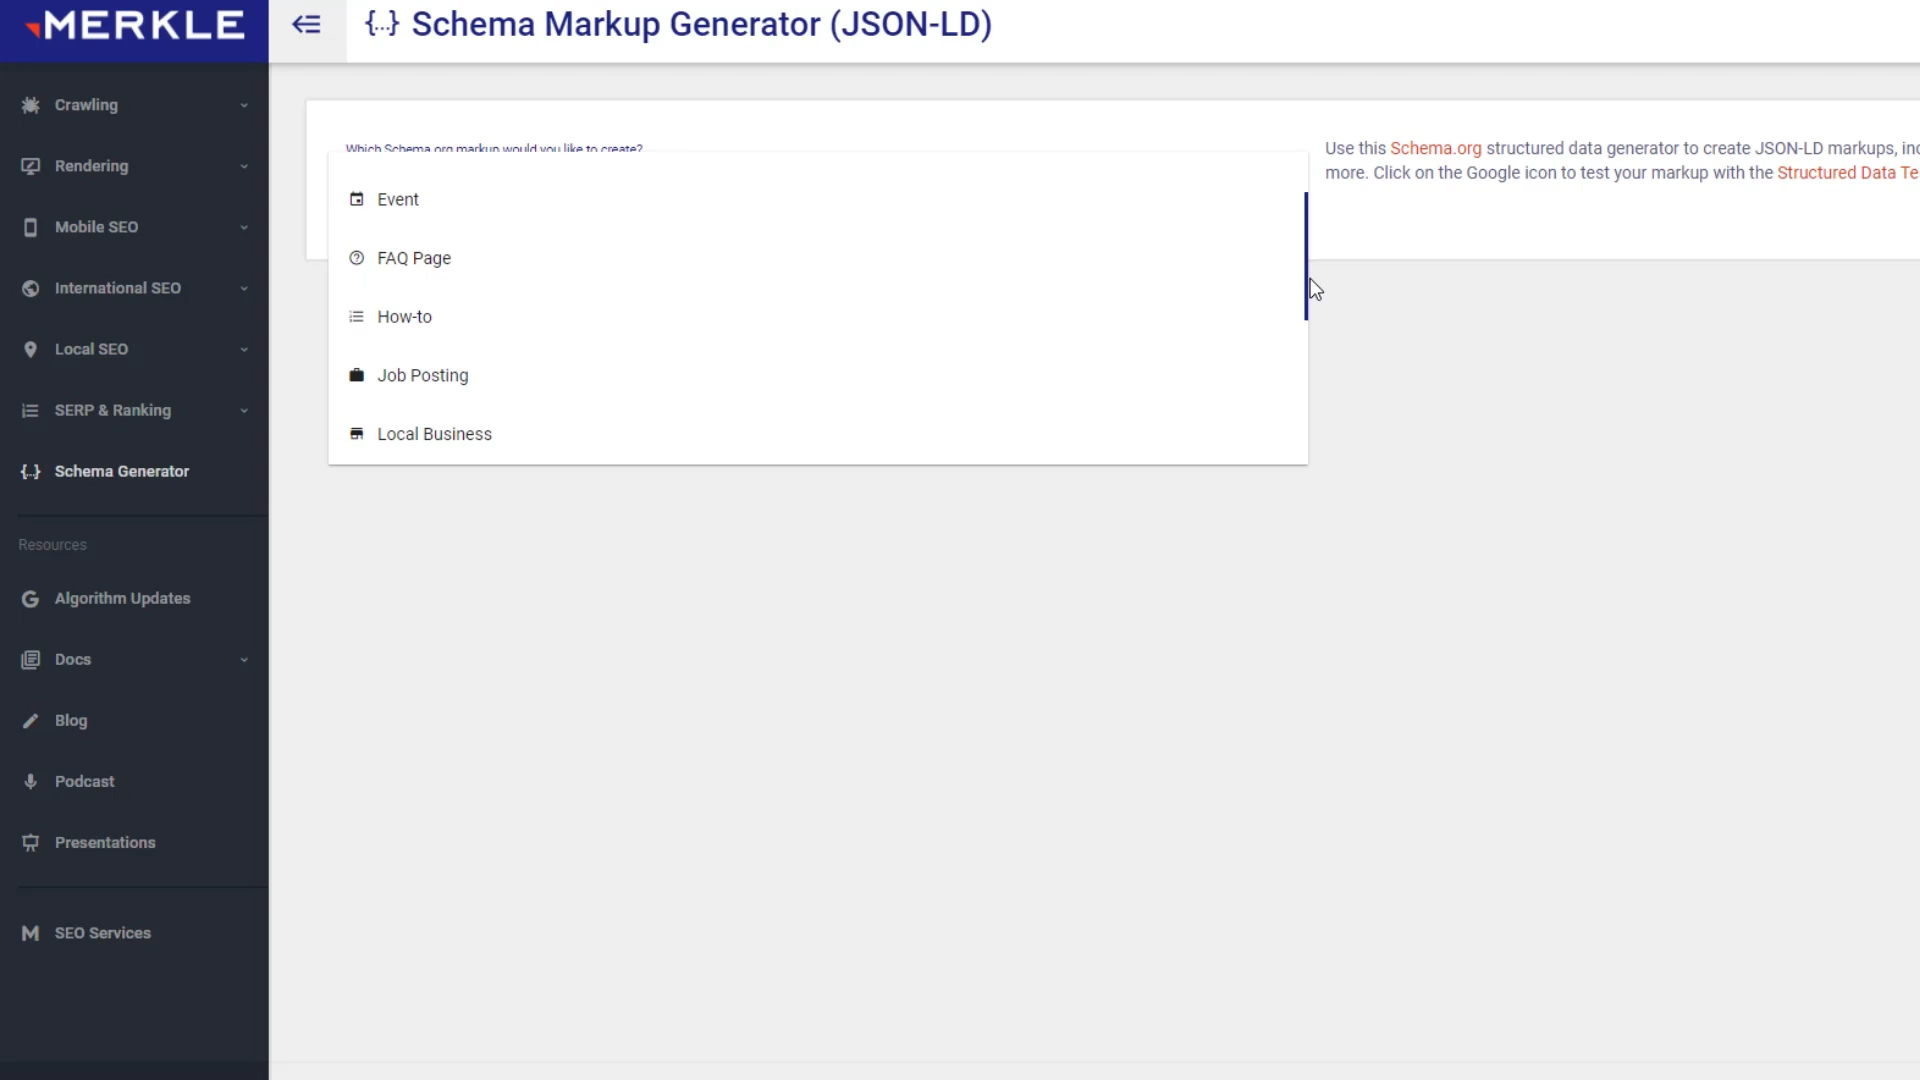 MERKLE
{...} Schema Markup Generator (JSON-LD)
Crawling
Rendering
Mobile SEO
International SEO
Local SEO
SERP & Ranking
{...} Schema Generator
Resources
Algorithm Updates
Docs
Blog
Podcast
Presentations
SEO Services
Which Schema.org markup would you like to create?
Event
FAQ Page
How-to
Job Posting
Local Business
Use this Schema.org structured data generator to create JSON-LD markups, inc
more. Click on the Google icon to test your markup with the Structured Data Te